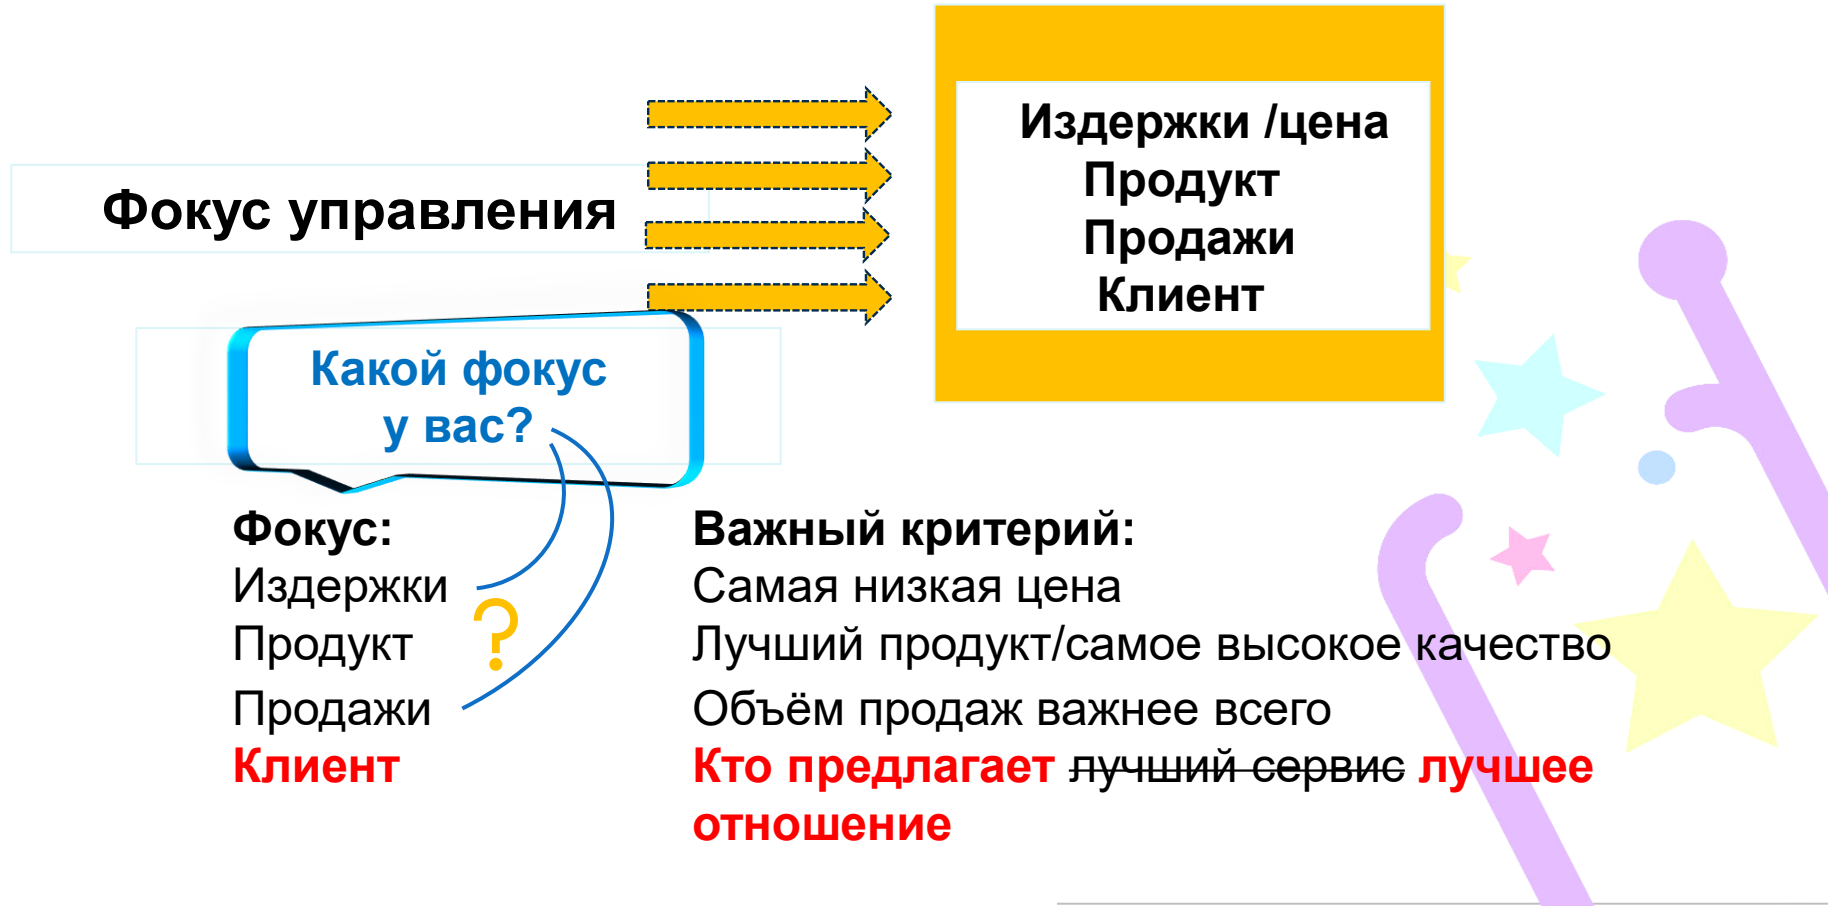 Издержки /цена
Продукт
Продажи
Клиент
Фокус управления
Какой фокус
у вас?
Фокус: Важный критерий:
Издержки Самая низкая цена
Продукт Лучший продукт/самое высокое качество
Продажи Объём продаж важнее всего
Клиент Кто предлагает лучший сервис лучшее
отношение
?